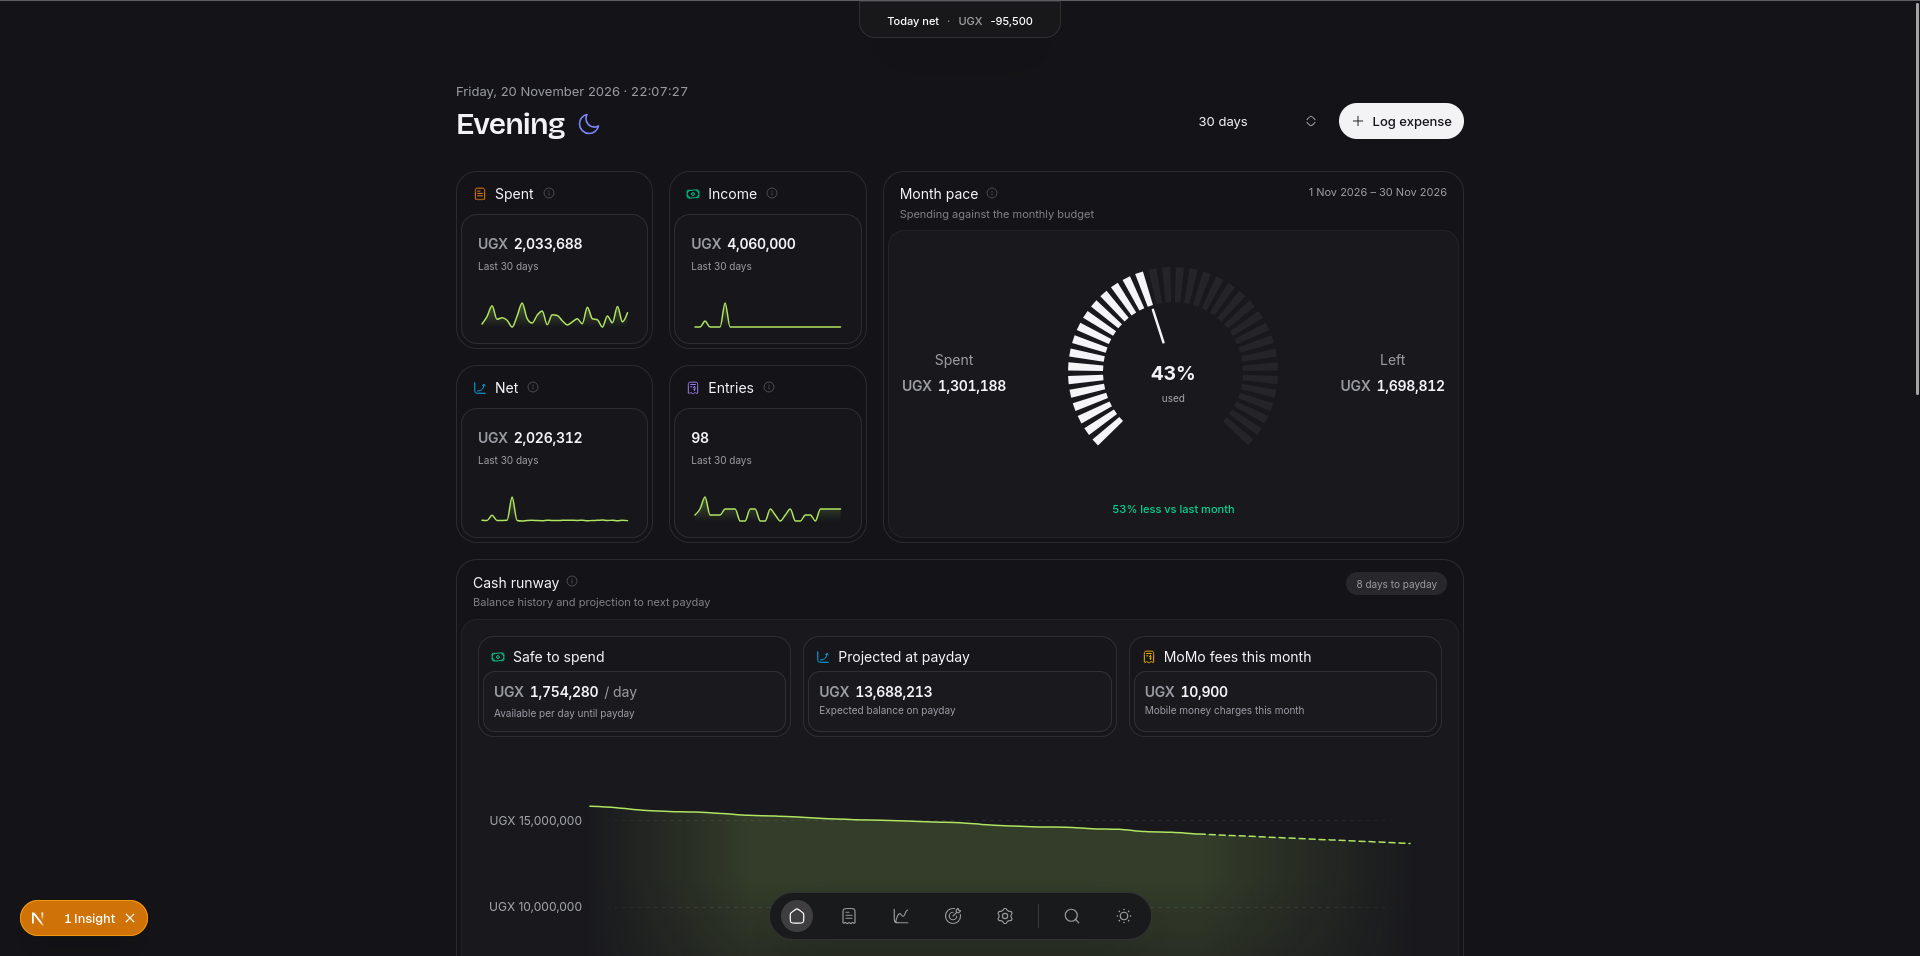 Today net · UGX -95,500
Friday, 20 November 2026 · 22:07:27
Evening
30 days
Log expense
Spent
UGX 2,033,688
Last 30 days
Income
UGX 4,060,000
Last 30 days
Month pace
1 Nov 2026 – 30 Nov 2026
Spending against the monthly budget
Spent
UGX 1,301,188
43%
used
Left
UGX 1,698,812
53% less vs last month
Net
UGX 2,026,312
Last 30 days
Entries
98
Last 30 days
Cash runway
8 days to payday
Balance history and projection to next payday
Safe to spend
UGX 1,754,280 / day
Available per day until payday
Projected at payday
UGX 13,688,213
Expected balance on payday
MoMo fees this month
UGX 10,900
Mobile money charges this month
UGX 15,000,000
UGX 10,000,000
N 1 Insight